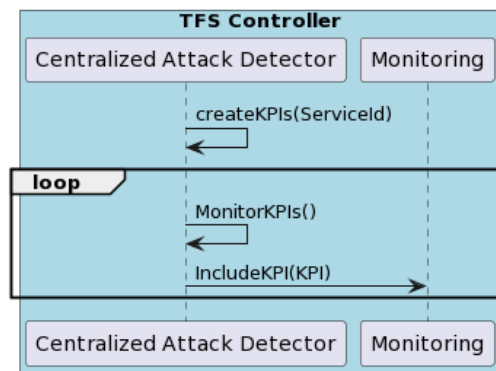 TFS Controller
Centralized Attack Detector Monitoring
createKPIs(ServiceId)
loop
MonitorKPIs()
IncludeKPI(KPI)
Centralized Attack Detector Monitoring